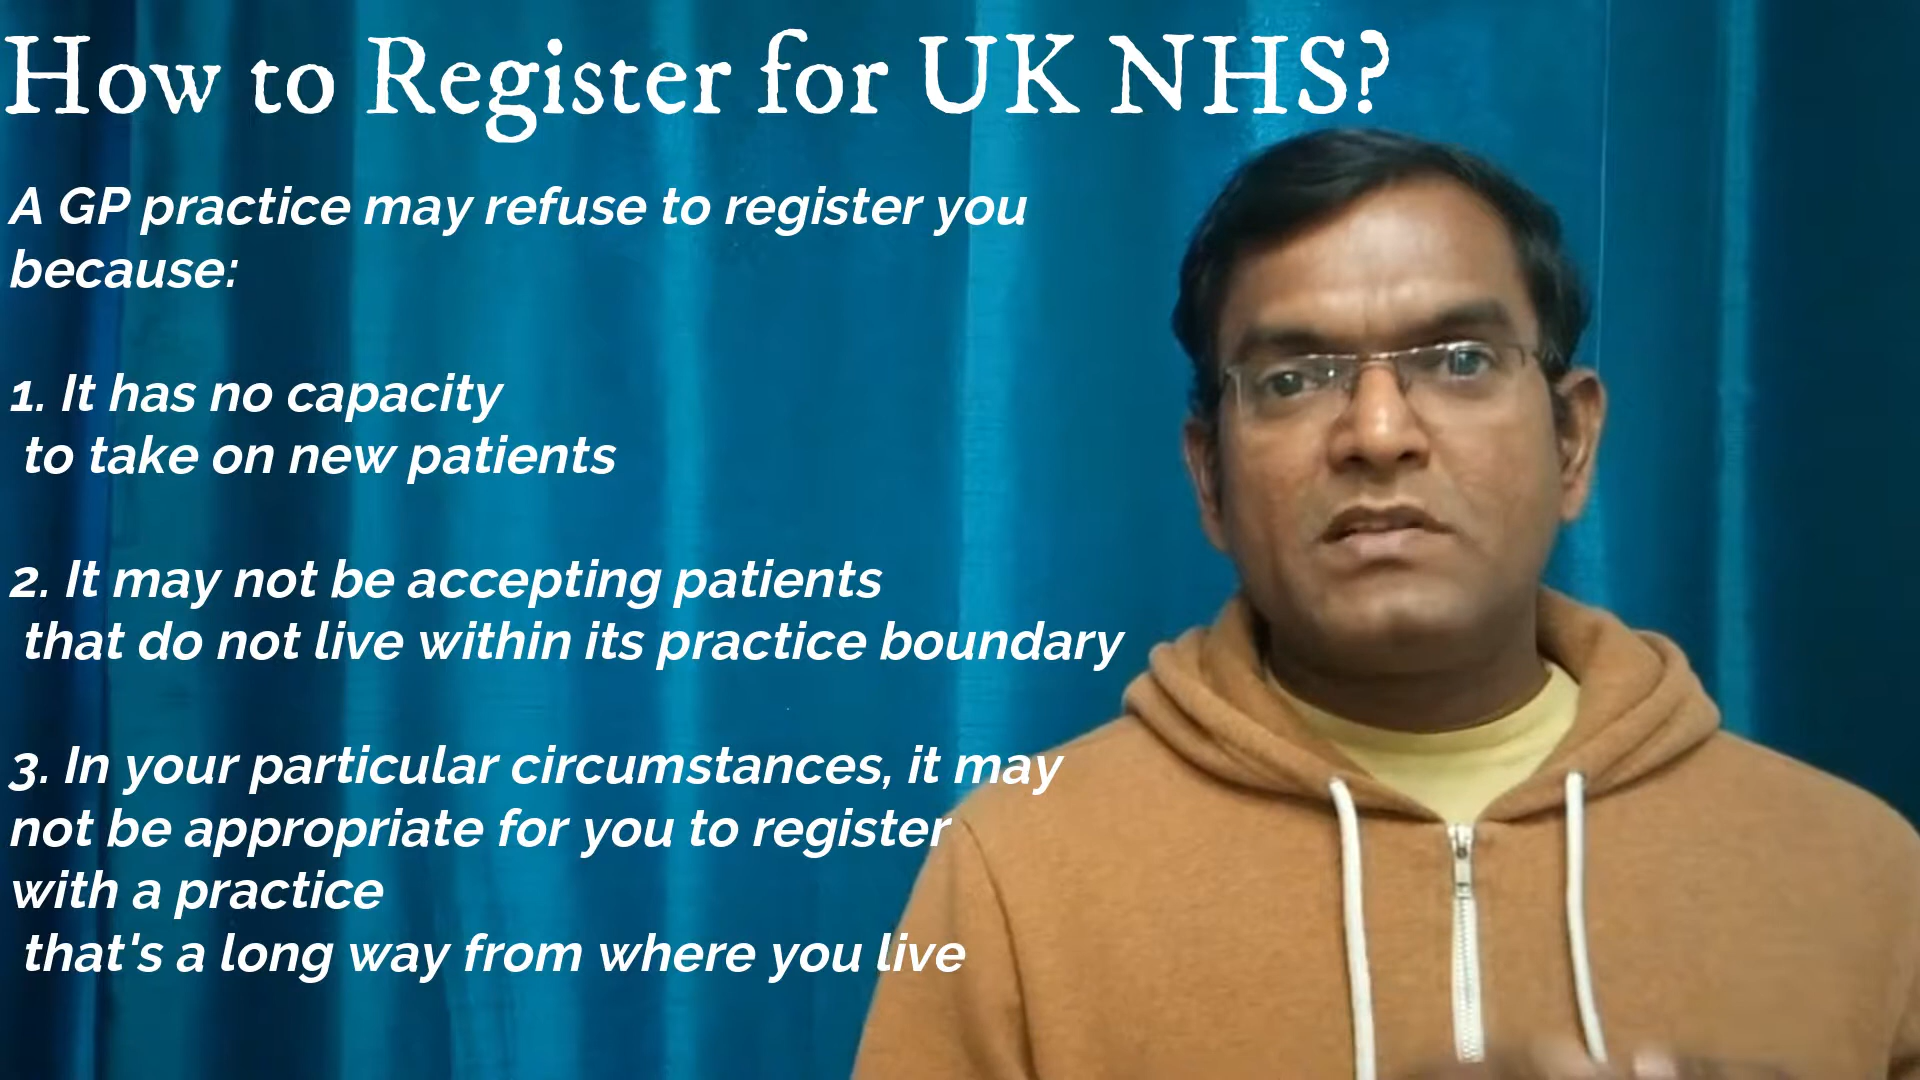 How to Register for UK NHS?
A GP practice may refuse to register you
because:
1. It has no capacity
to take on new patients
2. It may not be accepting patients
that do not live within its practice boundary
3. In your particular circumstances, it may
not be appropriate for you to register
with a practice
that's a long way from where you live